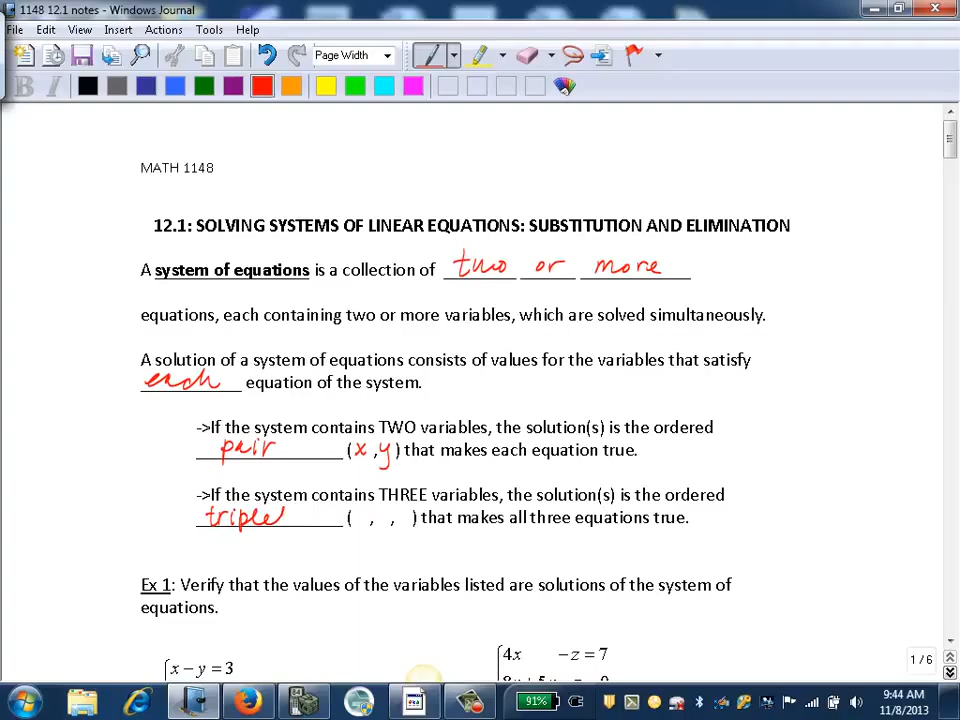 1148 12.1 notes - Windows Journal
File Edit View Insert Actions Tools Help
Page Width
B I
MATH 1148
12.1: SOLVING SYSTEMS OF LINEAR EQUATIONS: SUBSTITUTION AND ELIMINATION
A system of equations is a collection of two or more
equations, each containing two or more variables, which are solved simultaneously.
A solution of a system of equations consists of values for the variables that satisfy
each equation of the system.
->If the system contains TWO variables, the solution(s) is the ordered
pair (x,y) that makes each equation true.
->If the system contains THREE variables, the solution(s) is the ordered
triple ( , , ) that makes all three equations true.
Ex 1: Verify that the values of the variables listed are solutions of the system of
equations.
x − y = 3
4x − z = 7
1 / 6
91%
9:44 AM
11/8/2013